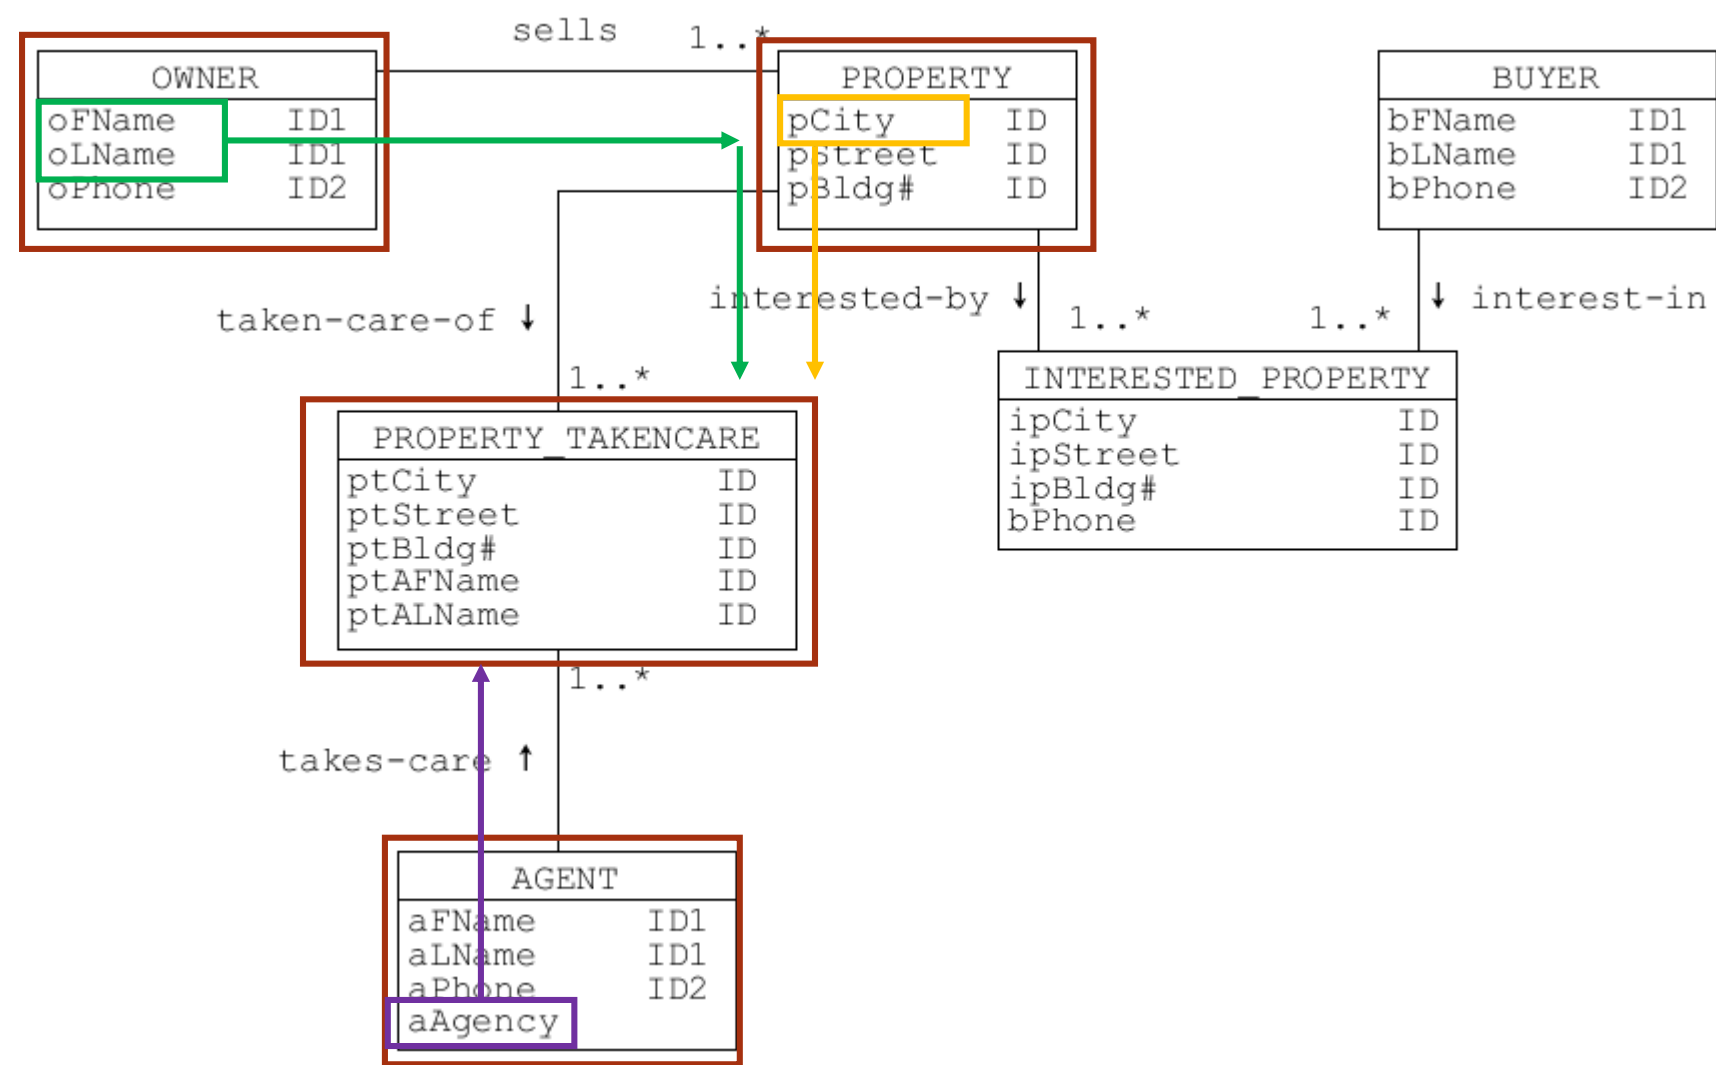 sells 1..*
OWNER
oFName ID1
oLName ID1
oPhone ID2
PROPERTY
pCity ID
pStreet ID
pBldg# ID
BUYER
bFName ID1
bLName ID1
bPhone ID2
taken-care-of ↓
1..*
interested-by ↓
1..*
1..*
↓ interest-in
PROPERTY_TAKENCARE
ptCity ID
ptStreet ID
ptBldg# ID
ptAFName ID
ptALName ID
INTERESTED_PROPERTY
ipCity ID
ipStreet ID
ipBldg# ID
bPhone ID
1..*
takes-care ↑
AGENT
aFName ID1
aLName ID1
aPhone ID2
aAgency